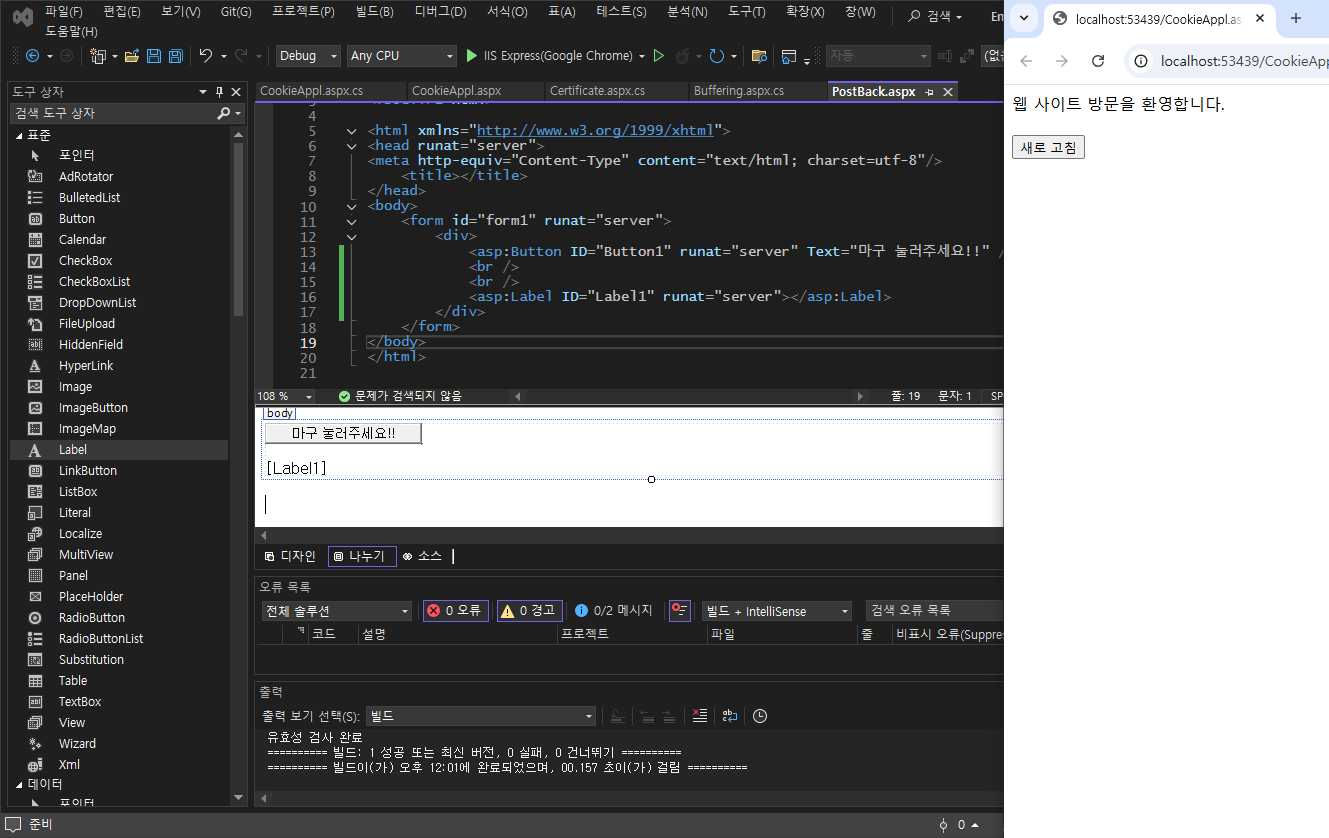 파일(F) 편집(E) 보기(V) Git(G) 프로젝트(P) 빌드(B) 디버그(D) 서식(O) 표(A) 테스트(S) 분석(N) 도구(T) 확장(X) 창(W) 검색
도움말(H)
Debug Any CPU IIS Express(Google Chrome) 자동
도구 상자
검색 도구 상자
표준
포인터
AdRotator
BulletedList
Button
Calendar
CheckBox
CheckBoxList
DropDownList
FileUpload
HiddenField
HyperLink
Image
ImageButton
ImageMap
Label
LinkButton
ListBox
Literal
Localize
MultiView
Panel
PlaceHolder
RadioButton
RadioButtonList
Substitution
Table
TextBox
View
Wizard
Xml
데이터
포인터
CookieAppl.aspx.cs CookieAppl.aspx Certificate.aspx.cs Buffering.aspx.cs PostBack.aspx
4
5 <html xmlns="http://www.w3.org/1999/xhtml">
6 <head runat="server">
7 <meta http-equiv="Content-Type" content="text/html; charset=utf-8"/>
8 <title></title>
9 </head>
10 <body>
11 <form id="form1" runat="server">
12 <div>
13 <asp:Button ID="Button1" runat="server" Text="마구 눌러주세요!!" /
14 <br />
15 <br />
16 <asp:Label ID="Label1" runat="server"></asp:Label>
17 </div>
18 </form>
19 </body>
20 </html>
21
108 % 문제가 검색되지 않음 줄: 19 문자: 1 SP
body
마구 눌러주세요!!
[Label1]
디자인 나누기 소스
오류 목록
전체 솔루션 0 오류 0 경고 0/2 메시지 빌드 + IntelliSense 검색 오류 목록
코드 설명 프로젝트 파일 줄 비표시 오류(Suppre
출력
출력 보기 선택(S): 빌드
유효성 검사 완료
========== 빌드: 1 성공 또는 최신 버전, 0 실패, 0 건너뛰기 ==========
========== 빌드이(가) 오후 12:01에 완료되었으며, 00.157 초이(가) 걸림 ==========
준비 0
localhost:53439/CookieAppl.as
localhost:53439/CookieApp
웹 사이트 방문을 환영합니다.
새로 고침